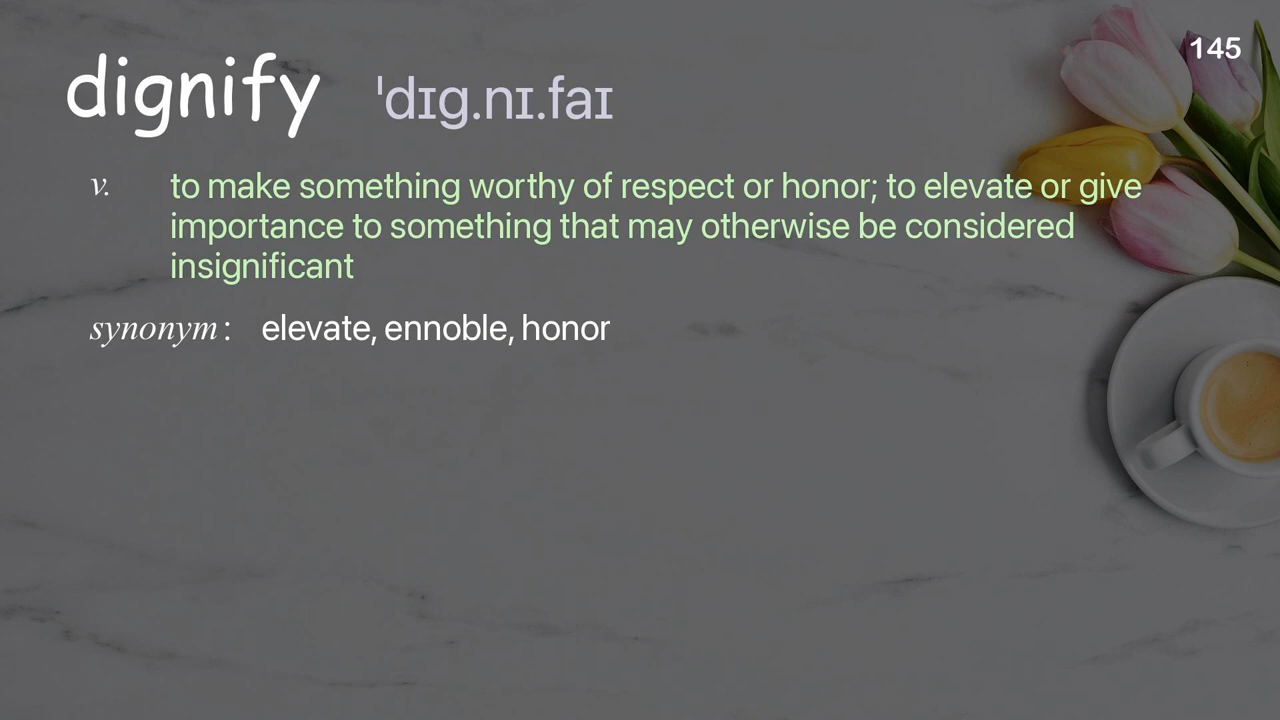 145
dignify ˈdɪg.nɪ.faɪ
v. to make something worthy of respect or honor; to elevate or give
importance to something that may otherwise be considered
insignificant
synonym: elevate, ennoble, honor